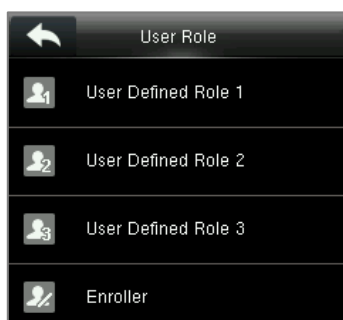 User Role
User Defined Role 1
User Defined Role 2
User Defined Role 3
Enroller